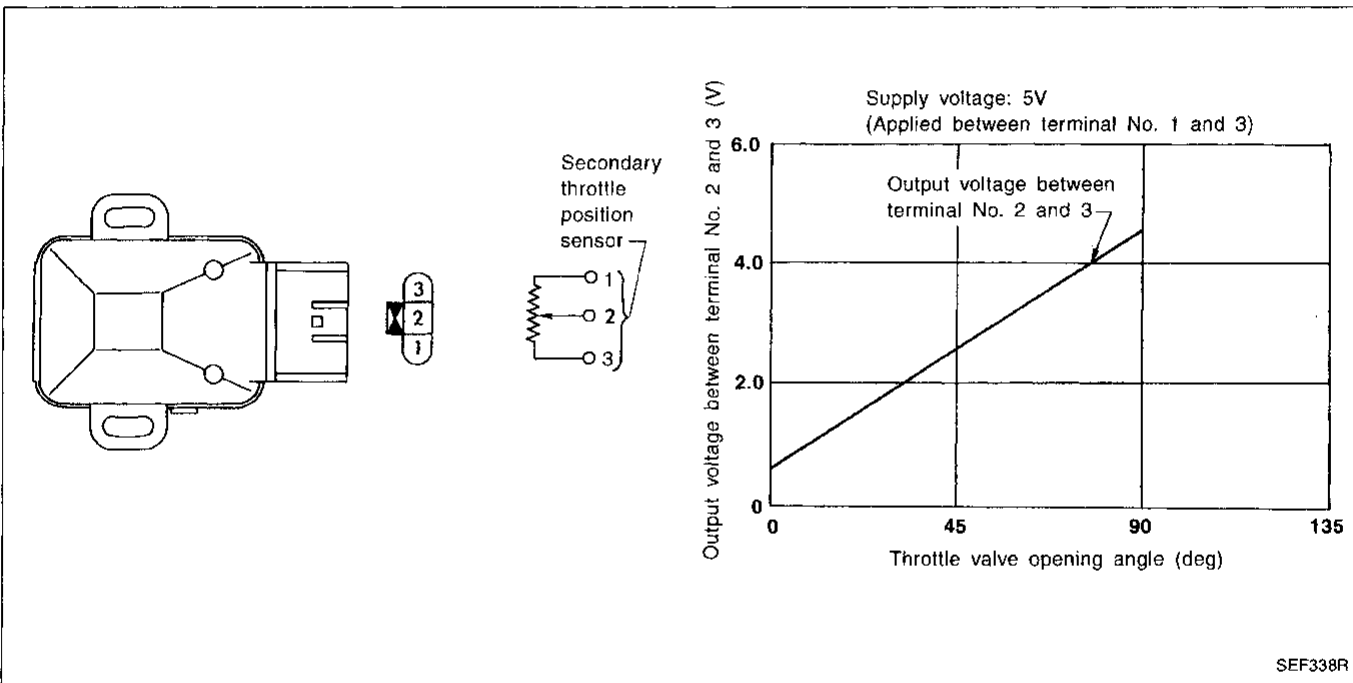 3
2
1
Secondary
throttle
position
sensor
1
2
3
Output voltage between terminal No. 2 and 3 (V)
Supply voltage: 5V
(Applied between terminal No. 1 and 3)
6.0
Output voltage between
terminal No. 2 and 3
4.0
2.0
0
0 45 90 135
Throttle valve opening angle (deg)
SEF338R